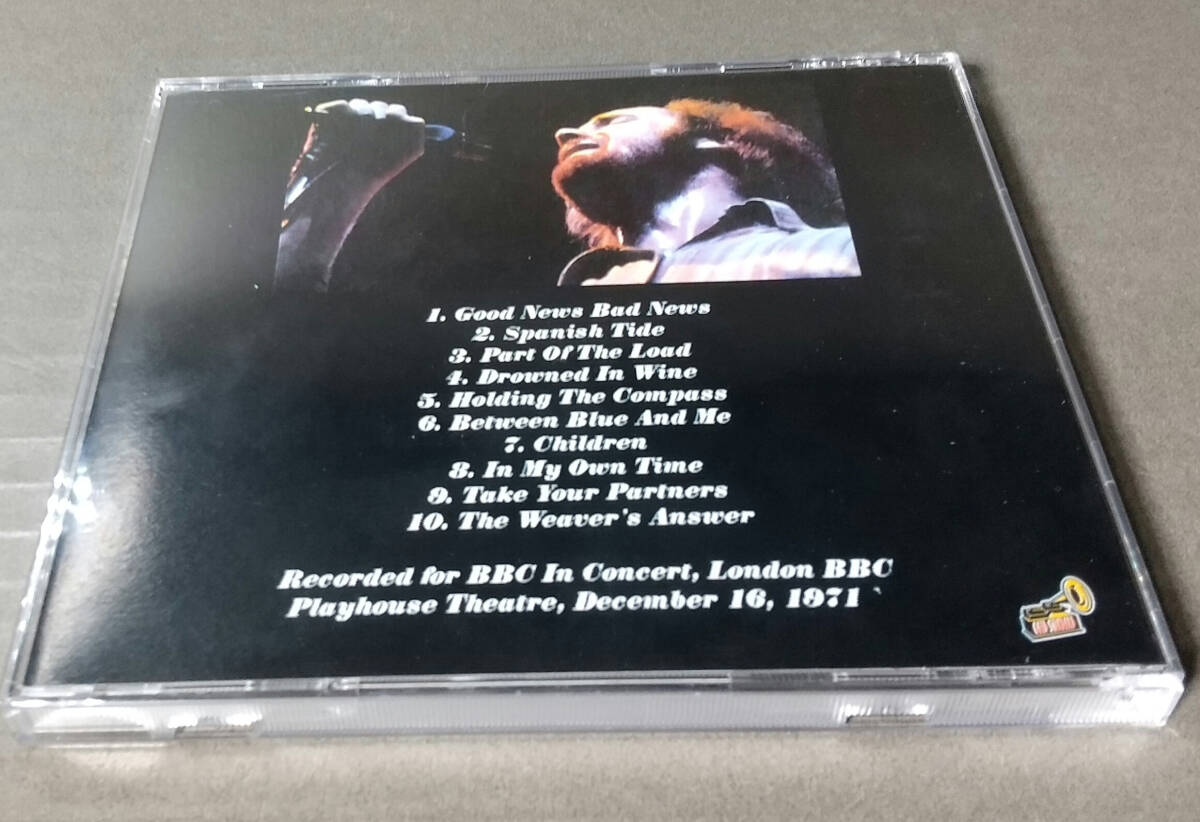 1. Good News Bad News
2. Spanish Tide
3. Part Of The Load
4. Drowned In Wine
5. Holding The Compass
6. Between Blue And Me
7. Children
8. In My Own Time
9. Take Your Partners
10. The Weaver's Answer
Recorded for BBC In Concert, London BBC
Playhouse Theatre, December 16, 1971